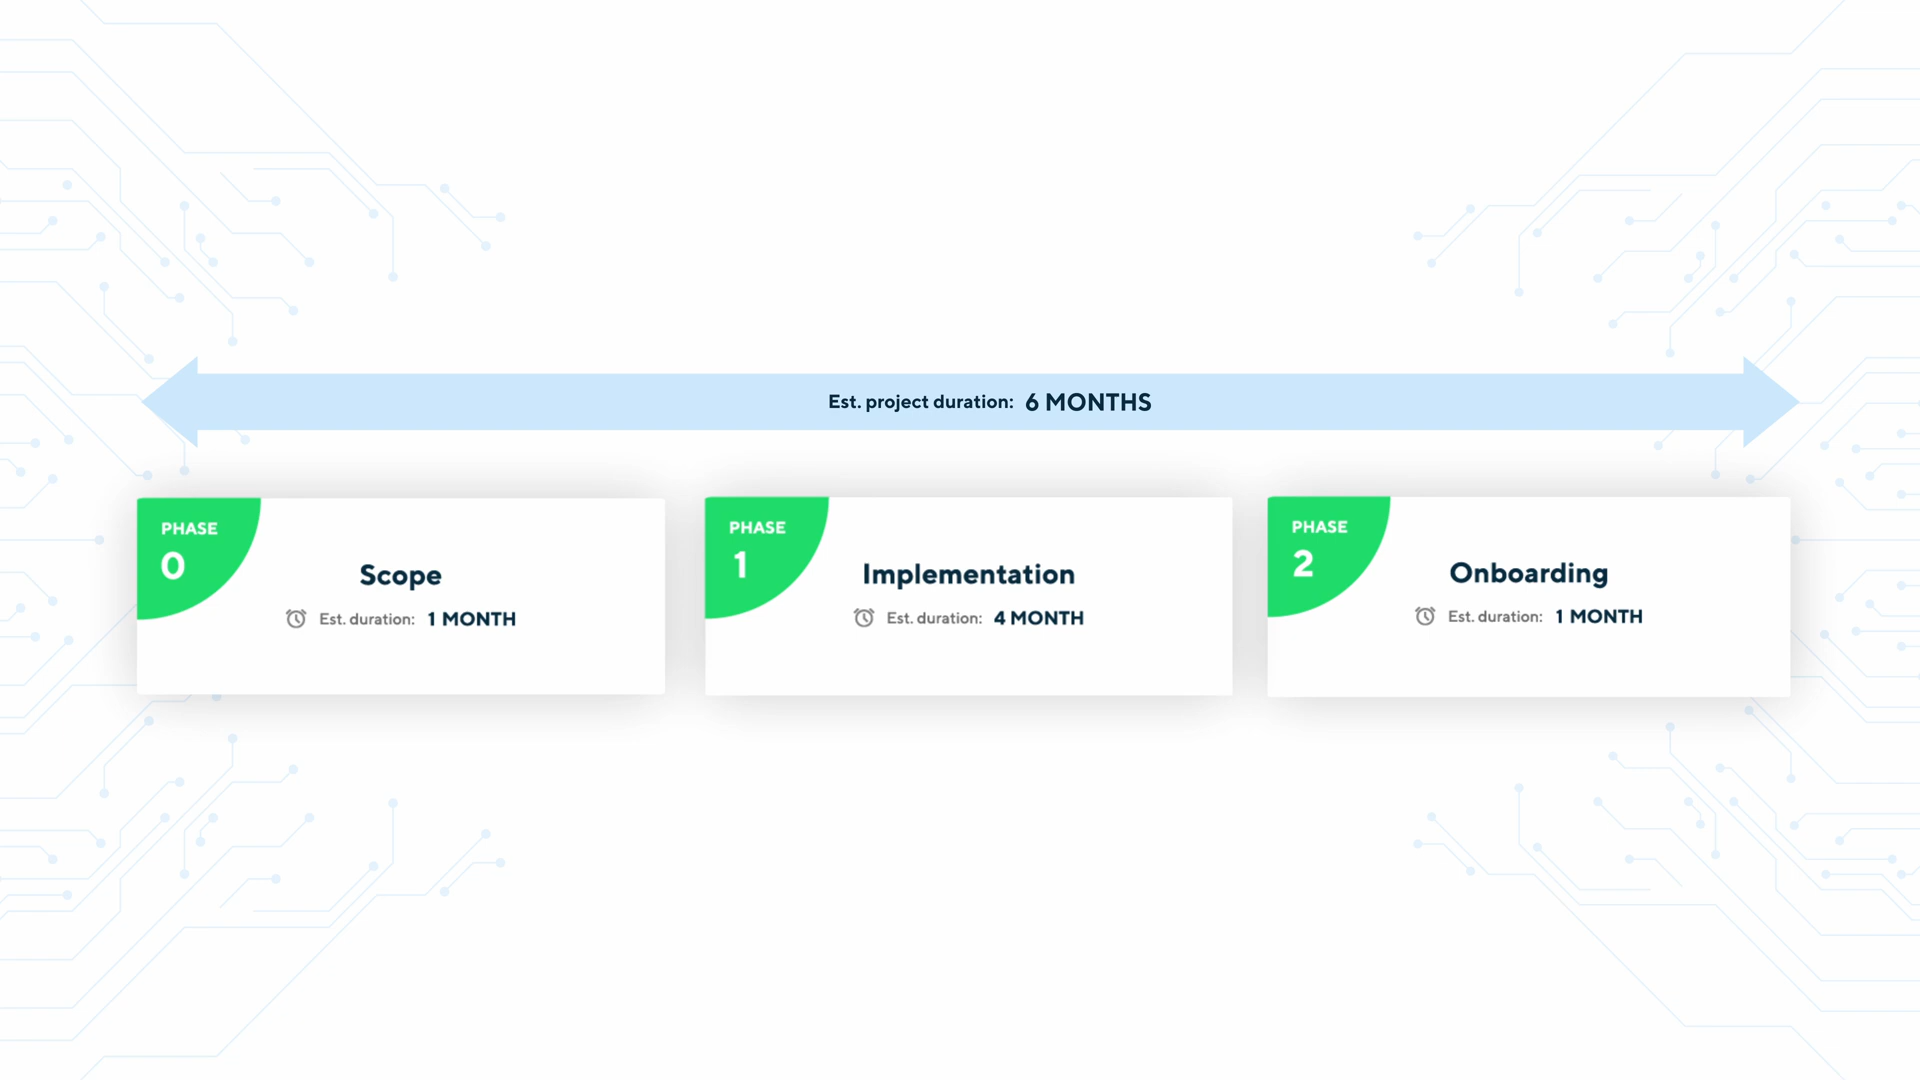 Est. project duration: 6 MONTHS
PHASE
0
Scope
Est. duration: 1 MONTH
PHASE
1
Implementation
Est. duration: 4 MONTH
PHASE
2
Onboarding
Est. duration: 1 MONTH